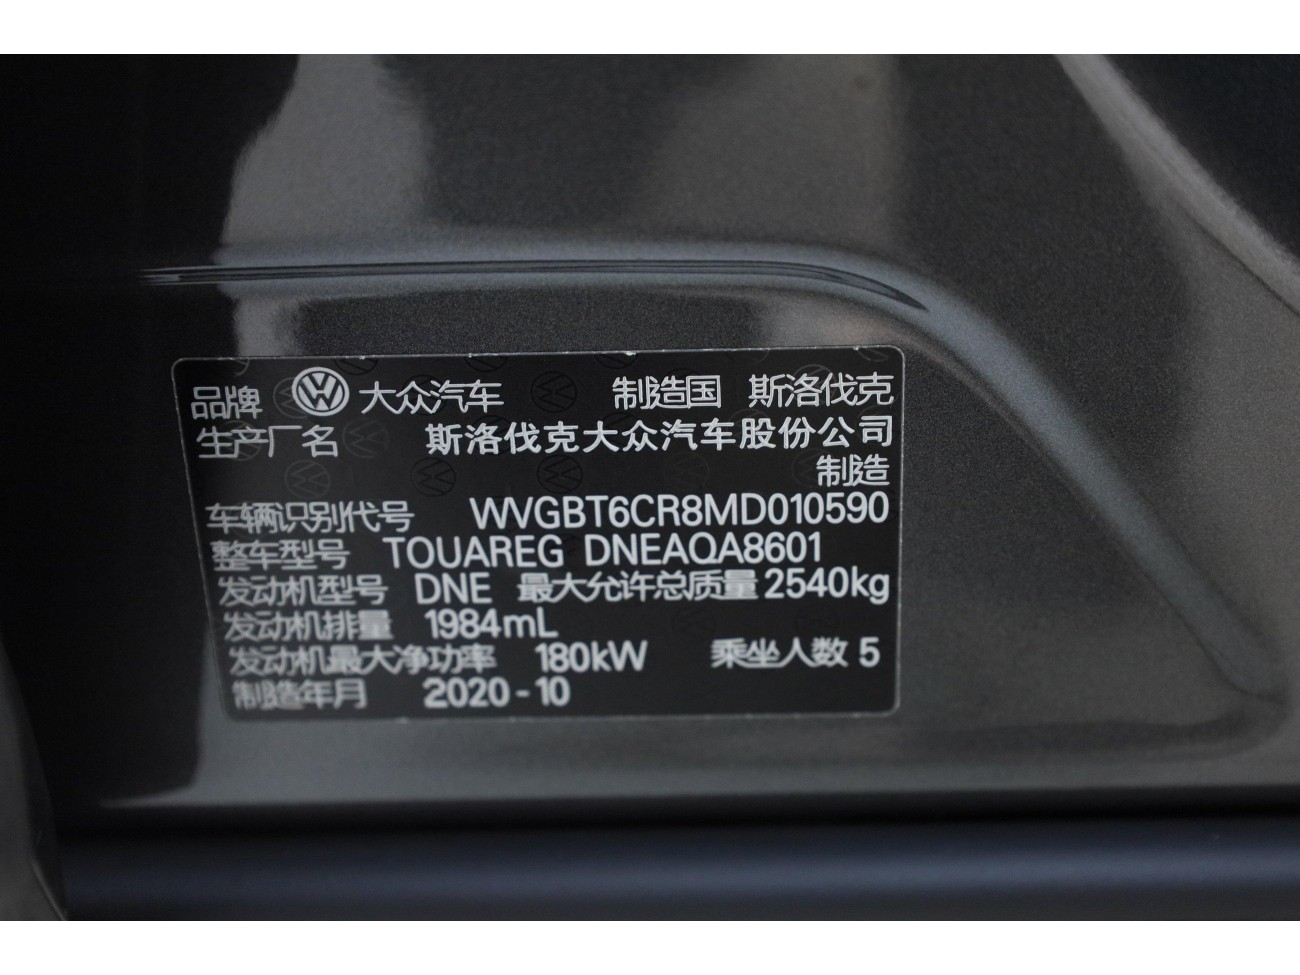 品牌 大众汽车 制造国 斯洛伐克
生产厂名 斯洛伐克大众汽车股份公司
制造
车辆识别代号 WVGBT6CR8MD010590
整车型号 TOUAREG DNEAQA8601
发动机型号 DNE 最大允许总质量 2540kg
发动机排量 1984mL
发动机最大净功率 180kW 乘坐人数 5
制造年月 2020-10